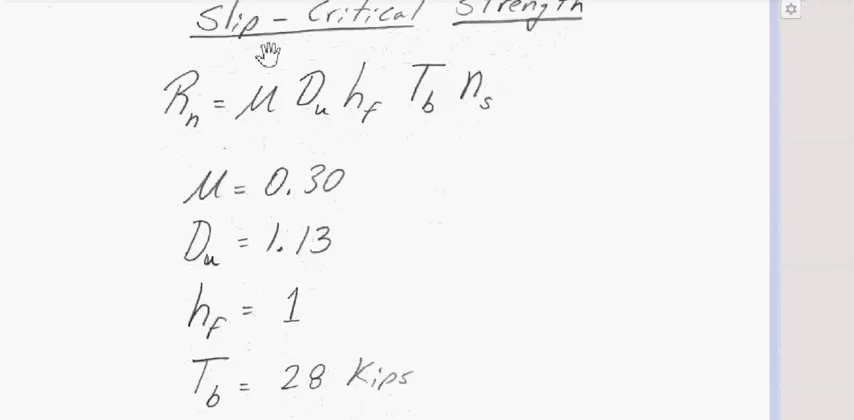 Slip - Critical Strength
Rn = μ Du hf Tb ns
μ = 0.30
Du = 1.13
hf = 1
Tb = 28 Kips